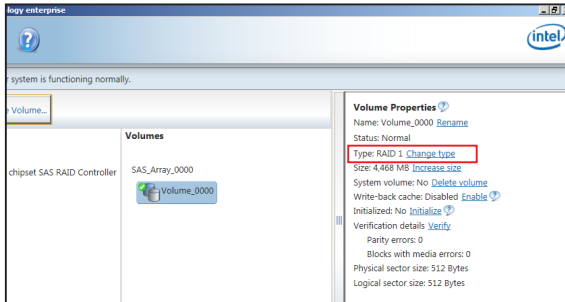 ology enterprise
?
intel
r system is functioning normally.
e Volume...
chipset SAS RAID Controller
Volumes
SAS_Array_0000
Volume_0000
Volume Properties ?
Name: Volume_0000 Rename
Status: Normal
Type: RAID 1 Change type
Size: 4,468 MB Increase size
System volume: No Delete volume
Write-back cache: Disabled Enable ?
Initialized: No Initialize ?
Verification details Verify
Parity errors: 0
Blocks with media errors: 0
Physical sector size: 512 Bytes
Logical sector size: 512 Bytes